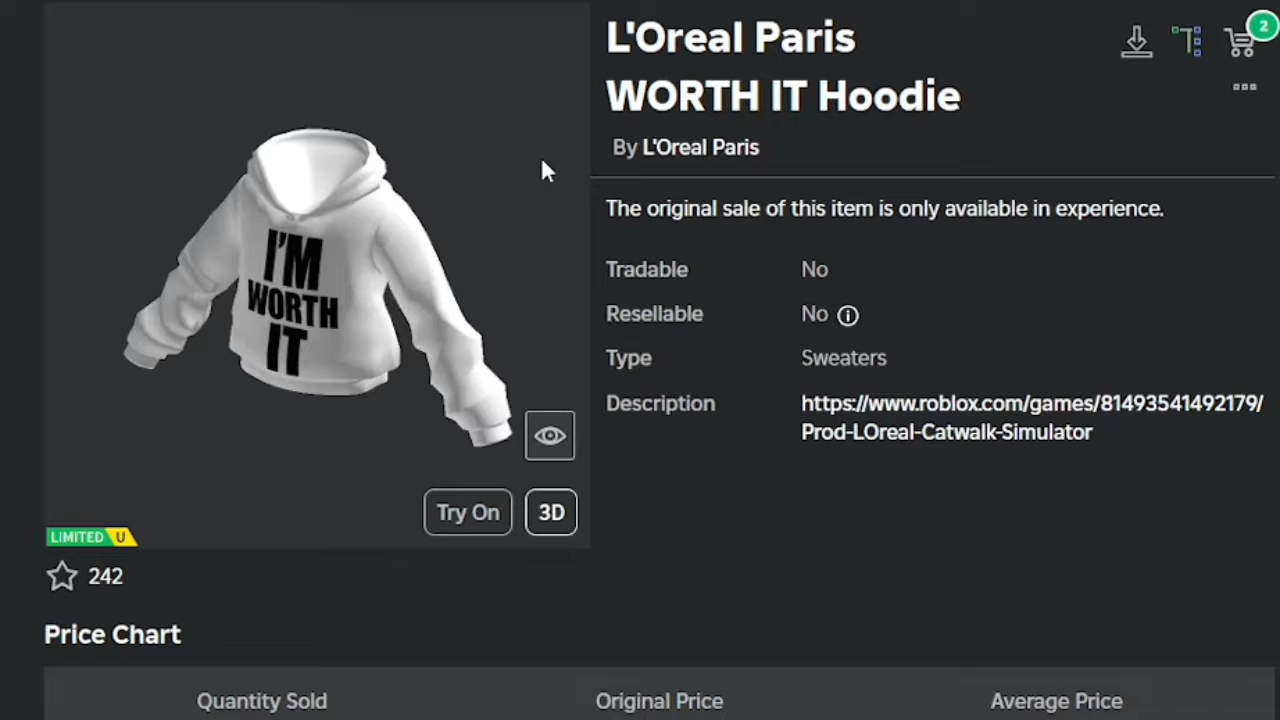 L'Oreal Paris
WORTH IT Hoodie
2
By L'Oreal Paris
The original sale of this item is only available in experience.
Tradable No
Resellable No
Type Sweaters
Description https://www.roblox.com/games/81493541492179/
Prod-LOreal-Catwalk-Simulator
I'M
WORTH
IT
Try On 3D
LIMITED U
242
Price Chart
Quantity Sold Original Price Average Price